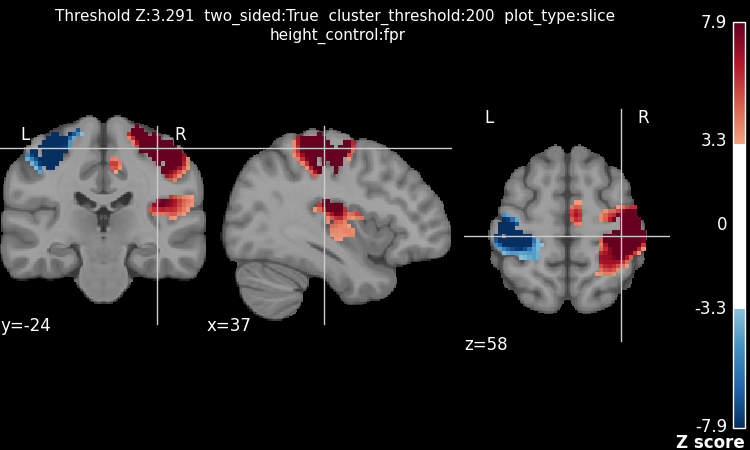 Threshold Z:3.291  two_sided:True  cluster_threshold:200  plot_type:slice
height_control:fpr
L
R
y=-24
x=37
L
R
z=58
7.9
3.3
0
-3.3
-7.9
Z score